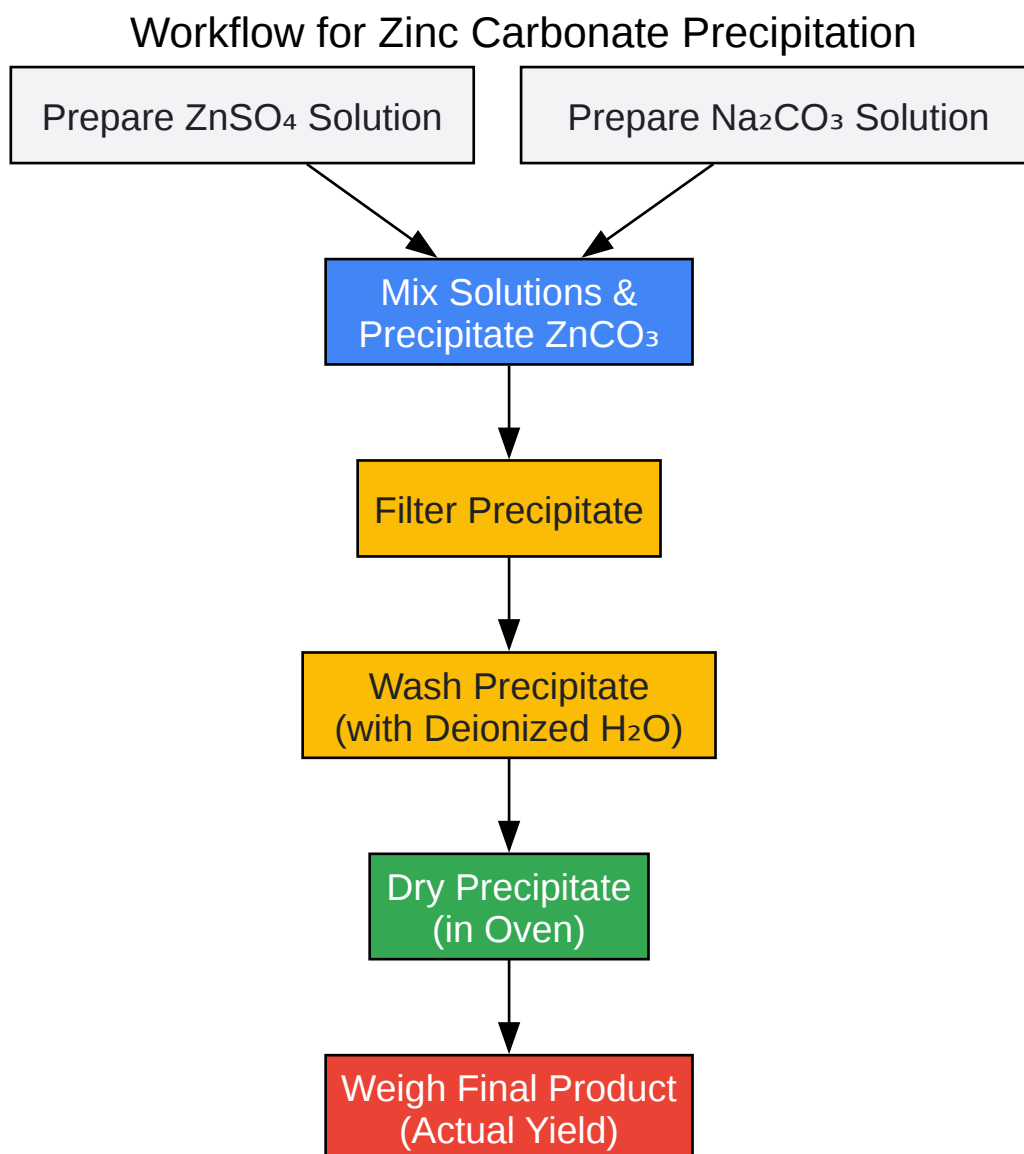 Workflow for Zinc Carbonate Precipitation
Prepare ZnSO₄ Solution
Prepare Na₂CO₃ Solution
Mix Solutions &
Precipitate ZnCO₃
Filter Precipitate
Wash Precipitate
(with Deionized H₂O)
Dry Precipitate
(in Oven)
Weigh Final Product
(Actual Yield)